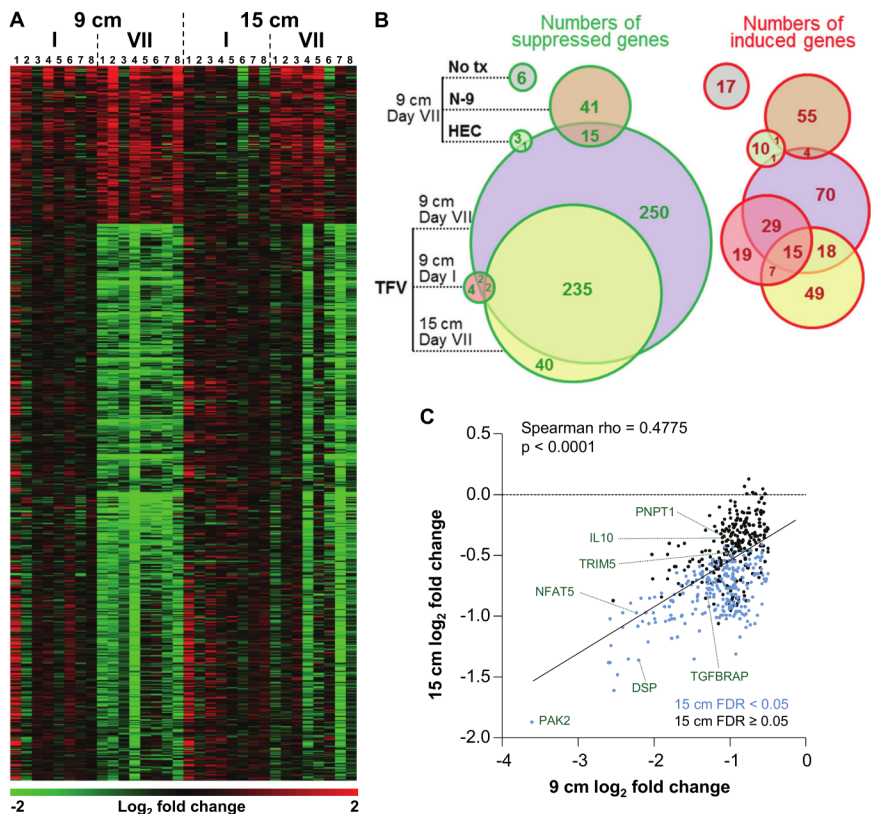 A
9 cm
15 cm
I
VII
I
VII
1 2 3 4 5 6 7 8 1 2 3 4 5 6 7 8 1 2 3 4 5 6 7 8 1 2 3 4 5 6 7 8
-2
Log2 fold change
2
B
Numbers of
suppressed genes
Numbers of
induced genes
9 cm
Day VII
No tx
N-9
HEC
TFV
9 cm
Day VII
9 cm
Day I
15 cm
Day VII
6
41
15
3
1
250
235
4
2
2
40
17
55
10
1
1
4
70
29
19
15
18
7
49
C
Spearman rho = 0.4775
p < 0.0001
15 cm log2 fold change
0.5
0.0
-0.5
-1.0
-1.5
-2.0
PNPT1
IL10
TRIM5
NFAT5
DSP
TGFBRAP
PAK2
15 cm FDR < 0.05
15 cm FDR ≥ 0.05
-4
-3
-2
-1
0
9 cm log2 fold change